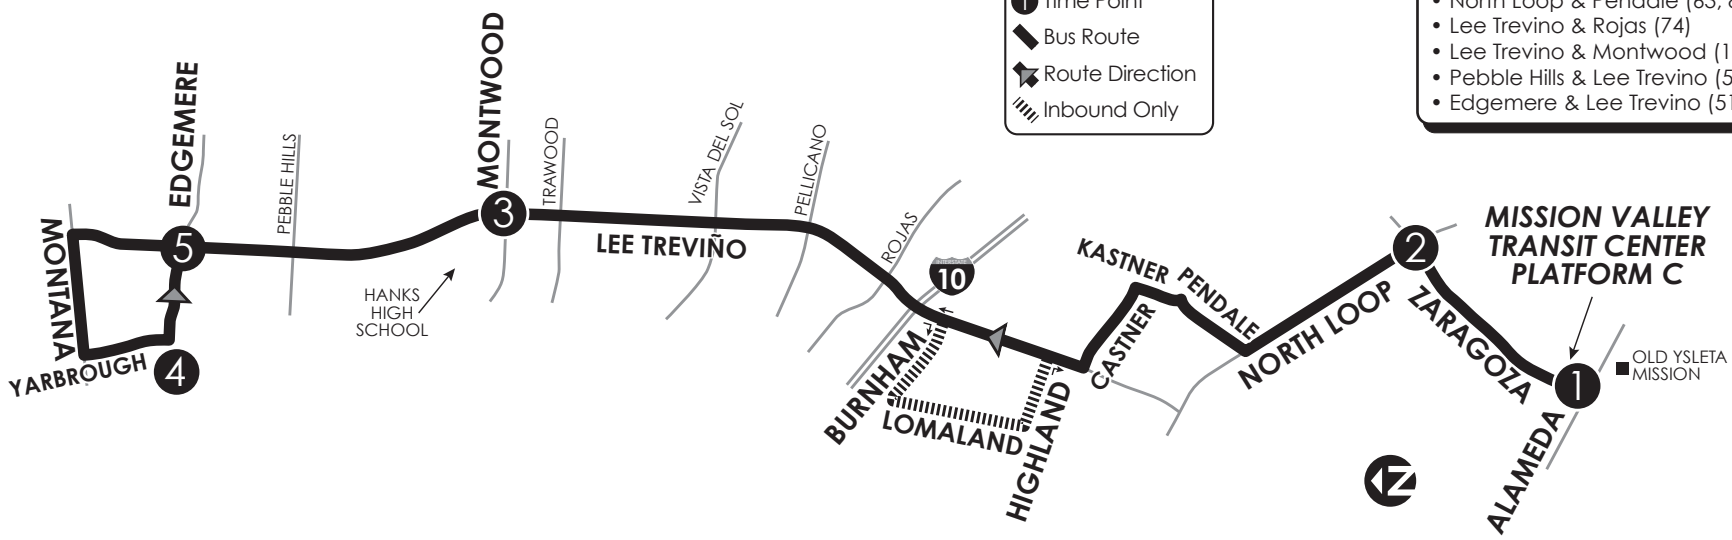 Time Point
Bus Route
Route Direction
Inbound Only
• North Loop & Pendale
• Lee Trevino & Rojas (74)
• Lee Trevino & Montwood (1
• Pebble Hills & Lee Trevino (5
• Edgemere & Lee Trevino (51
MONTANA
YARBROUGH
4
5
EDGEMERE
PEBBLE HILLS
HANKS
HIGH
SCHOOL
MONTWOOD
3
TRAWOOD
LEE TREVIÑO
VISTA DEL SOL
PELLICANO
ROJAS
10
BURNHAM
LOMALAND
HIGHLAND
CASTNER
KASTNER
PENDALE
NORTH LOOP
2
ZARAGOZA
MISSION VALLEY
TRANSIT CENTER
PLATFORM C
1
ALAMEDA
OLD YSLETA
MISSION
N